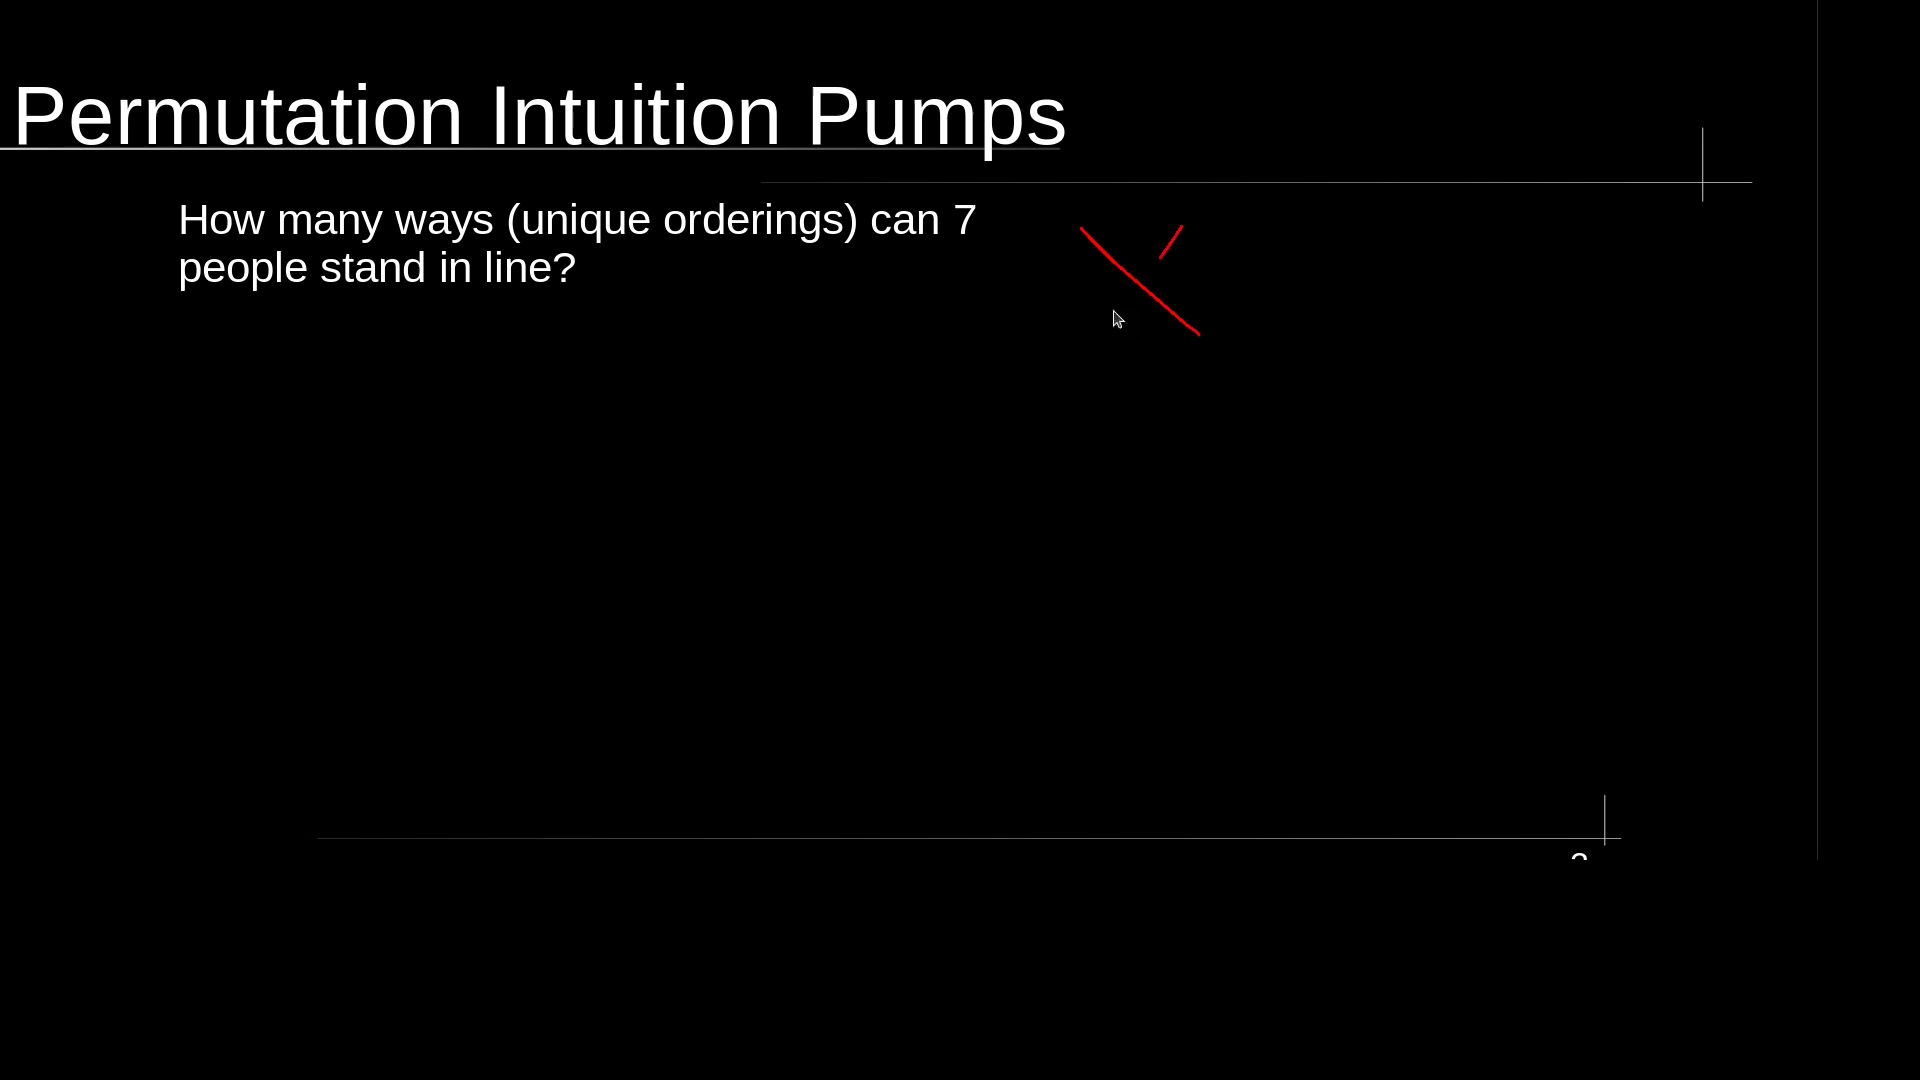 Permutation Intuition Pumps
How many ways (unique orderings) can 7
people stand in line?